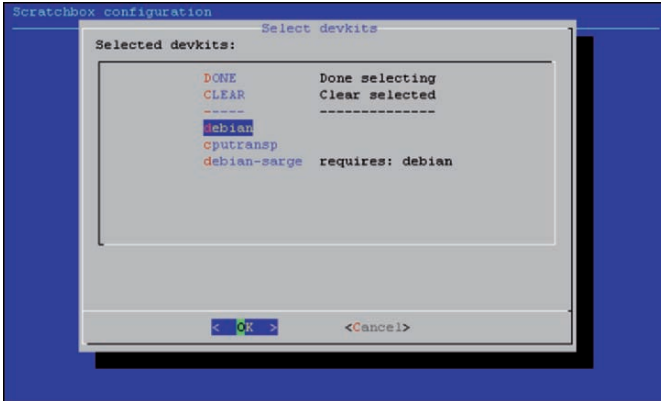 Scratchbox configuration
Select devkits
Selected devkits:
DONE Done selecting
CLEAR Clear selected
----- --------------
debian
cputransp
debian-sarge requires: debian
< OK > <Cancel>